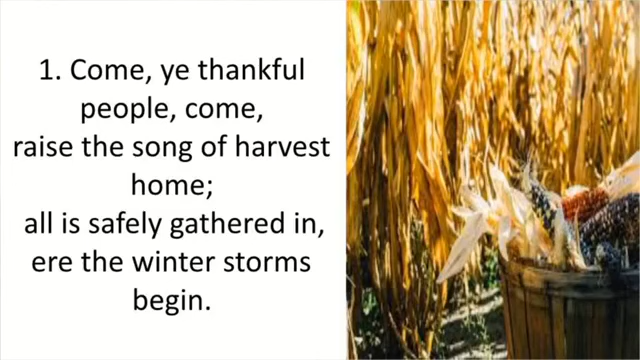 1. Come, ye thankful
people, come,
raise the song of harvest
home;
all is safely gathered in,
ere the winter storms
begin.